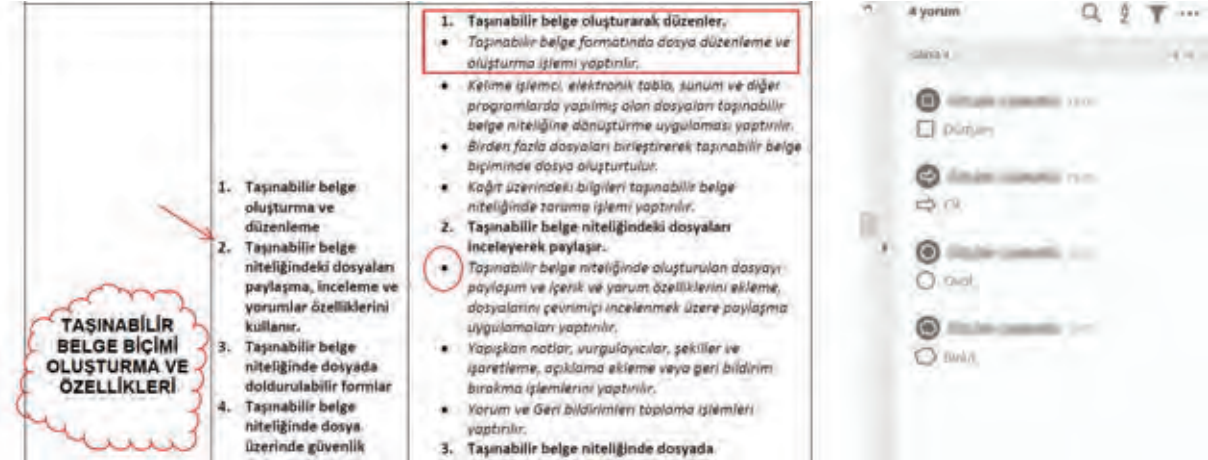 TAŞINABİLİR
BELGE BİÇİMİ
OLUŞTURMA VE
ÖZELLİKLERİ
1. Taşınabilir belge
oluşturma ve
düzenleme
2. Taşınabilir belge
niteliğindeki dosyaları
paylaşma, inceleme ve
yorumlar özelliklerini
kullanır.
3. Taşınabilir belge
niteliğinde dosyada
doldurulabilir formlar
4. Taşınabilir belge
niteliğinde dosya
üzerinde güvenlik
1. Taşınabilir belge oluşturarak düzenler.
• Taşınabilir belge formatında dosya düzenleme ve
oluşturma işlemi yaptırılır.
• Kelime işlemci, elektronik tablo, sunum ve diğer
programlarda yapılmış olan dosyaları taşınabilir
belge niteliğine dönüştürme uygulaması yaptırılır.
• Birden fazla dosyaları birleştirerek taşınabilir belge
biçiminde dosya oluşturtulur.
• Kağıt üzerindeki bilgileri taşınabilir belge
niteliğinde tarama işlemi yaptırılır.
2. Taşınabilir belge niteliğindeki dosyaları
inceleyerek paylaşır.
• Taşınabilir belge niteliğinde oluşturulan dosyayı
paylaşım ve içerik ve yorum özelliklerini ekleme,
dosyalarını çevrimiçi incelenmek üzere paylaşma
uygulamaları yaptırılır.
• Yapışkan notlar, vurgulayıcılar, şekiller ve
işaretleme, açıklama ekleme veya geri bildirim
bırakma işlemlerini yaptırılır.
• Yorum ve Geri bildirimleri toplama işlemleri
yaptırılır.
3. Taşınabilir belge niteliğinde dosyada
4 yorum
Ok
Oval
Bulut